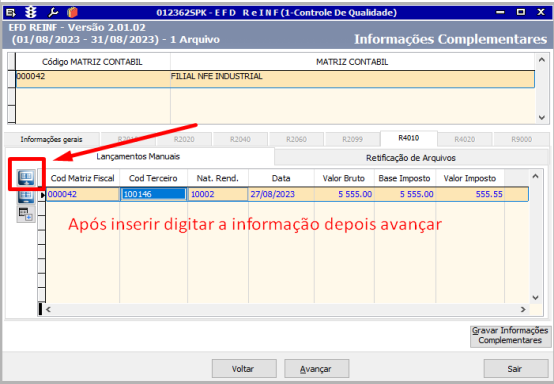 012362SPK - E F D  R e I N F (1-Controle De Qualidade)
EFD REINF - Versão 2.01.02
(01/08/2023 - 31/08/2023) - 1 Arquivo
Informações Complementares
Código MATRIZ CONTABIL MATRIZ CONTABIL
000042 FILIAL NFE INDUSTRIAL
Informações gerais R2010 R2020 R2040 R2060 R2099 R4010 R4020 R9000
Lançamentos Manuais Retificação de Arquivos
Cod Matriz Fiscal Cod Terceiro Nat. Rend. Data Valor Bruto Base Imposto Valor Imposto
000042 100146 10002 27/08/2023 5 555.00 5 555.00 555.55
Após inserir digitar a informação depois avançar
Gravar Informações
Complementares
Voltar Avançar Sair